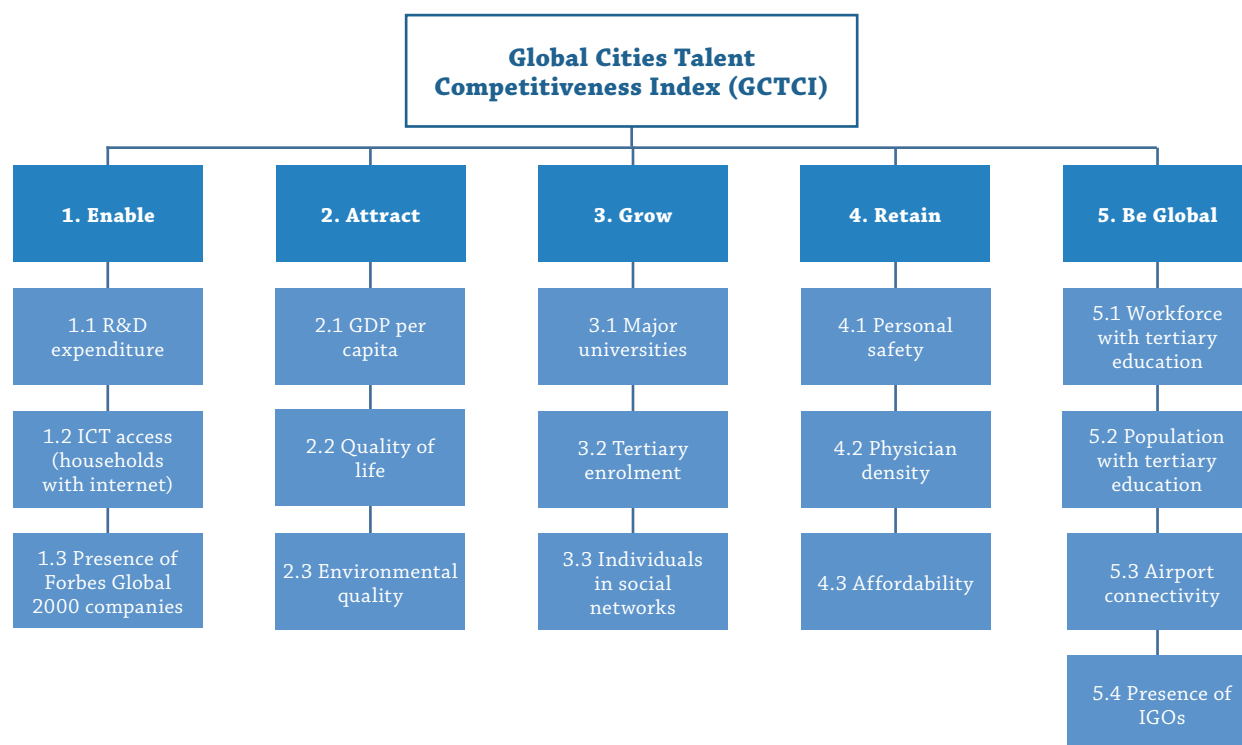 Global Cities Talent
Competitiveness Index (GCTCI)
1. Enable
2. Attract
3. Grow
4. Retain
5. Be Global
1.1 R&D
expenditure
2.1 GDP per
capita
3.1 Major
universities
4.1 Personal
safety
5.1 Workforce
with tertiary
education
1.2 ICT access
(households
with internet)
2.2 Quality of
life
3.2 Tertiary
enrolment
4.2 Physician
density
5.2 Population
with tertiary
education
1.3 Presence of
Forbes Global
2000 companies
2.3 Environmental
quality
3.3 Individuals
in social
networks
4.3 Affordability
5.3 Airport
connectivity
5.4 Presence of
IGOs